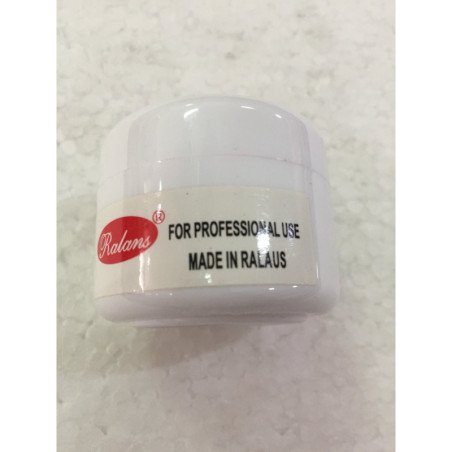 Ralans ®
FOR PROFESSIONAL USE
MADE IN RALAUS